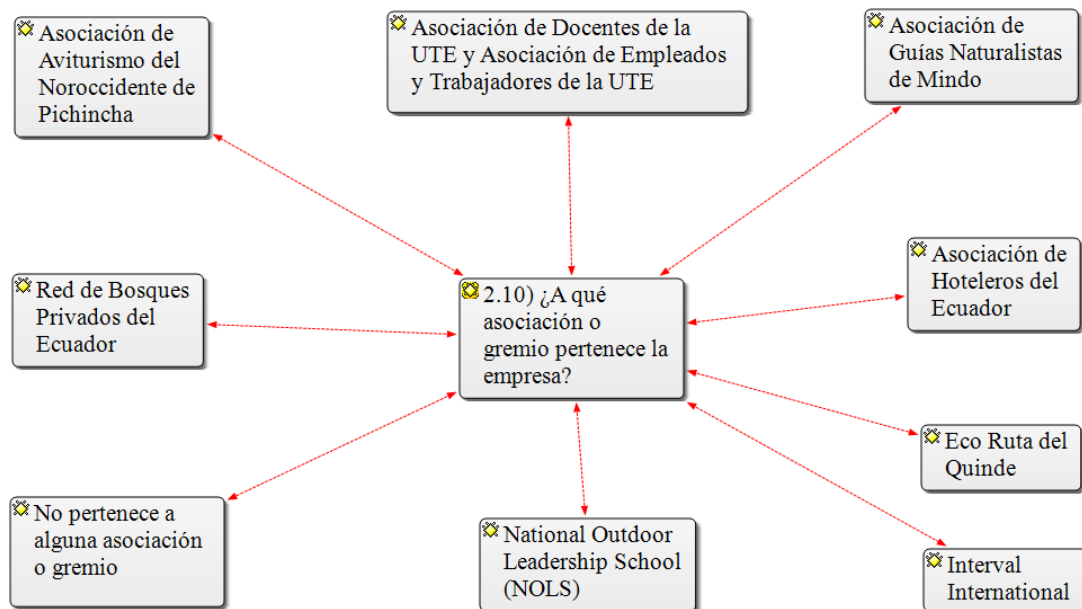 Asociación de
Aviturismo del
Noroccidente de
Pichincha
Asociación de Docentes de la
UTE y Asociación de Empleados
y Trabajadores de la UTE
Asociación de
Guías Naturalistas
de Mindo
Red de Bosques
Privados del
Ecuador
2.10) ¿A qué
asociación o
gremio pertenece la
empresa?
Asociación de
Hoteleros del
Ecuador
Eco Ruta del
Quinde
No pertenece a
alguna asociación
o gremio
National Outdoor
Leadership School
(NOLS)
Interval
International